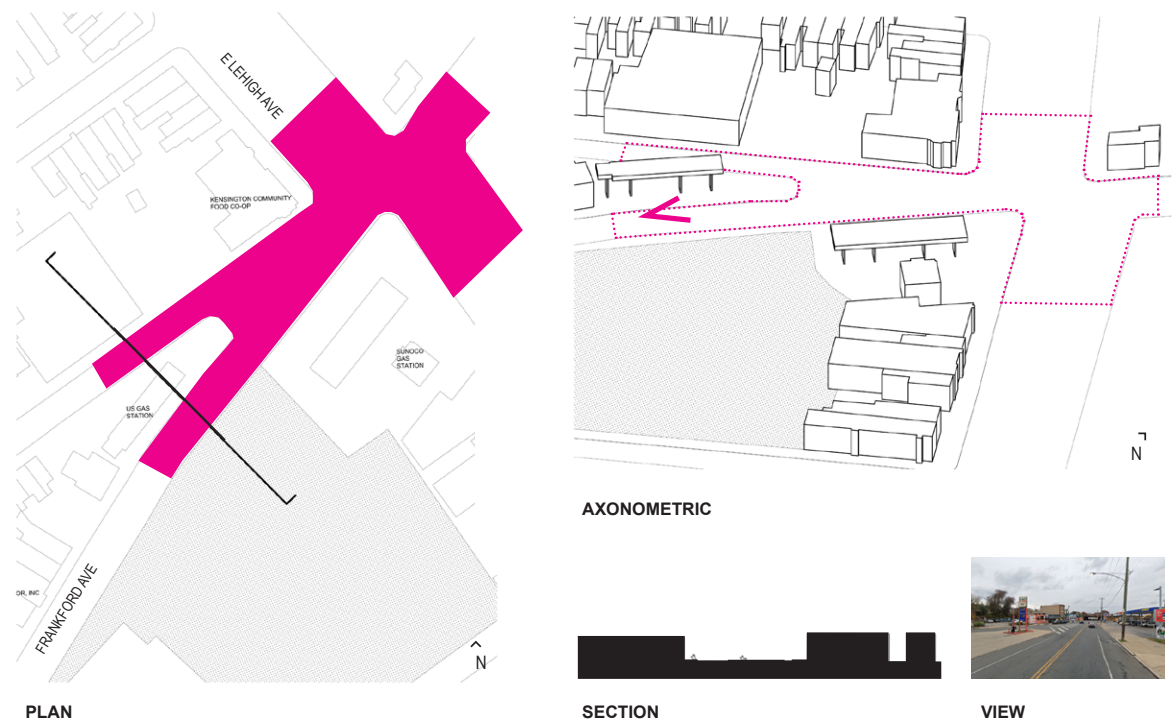 E LEHIGH AVE
KENSINGTON COMMUNITY
FOOD CO-OP
SUNOCO
GAS
STATION
US GAS
STATION
OR, INC
FRANKFORD AVE
N
PLAN
N
AXONOMETRIC
SECTION
VIEW